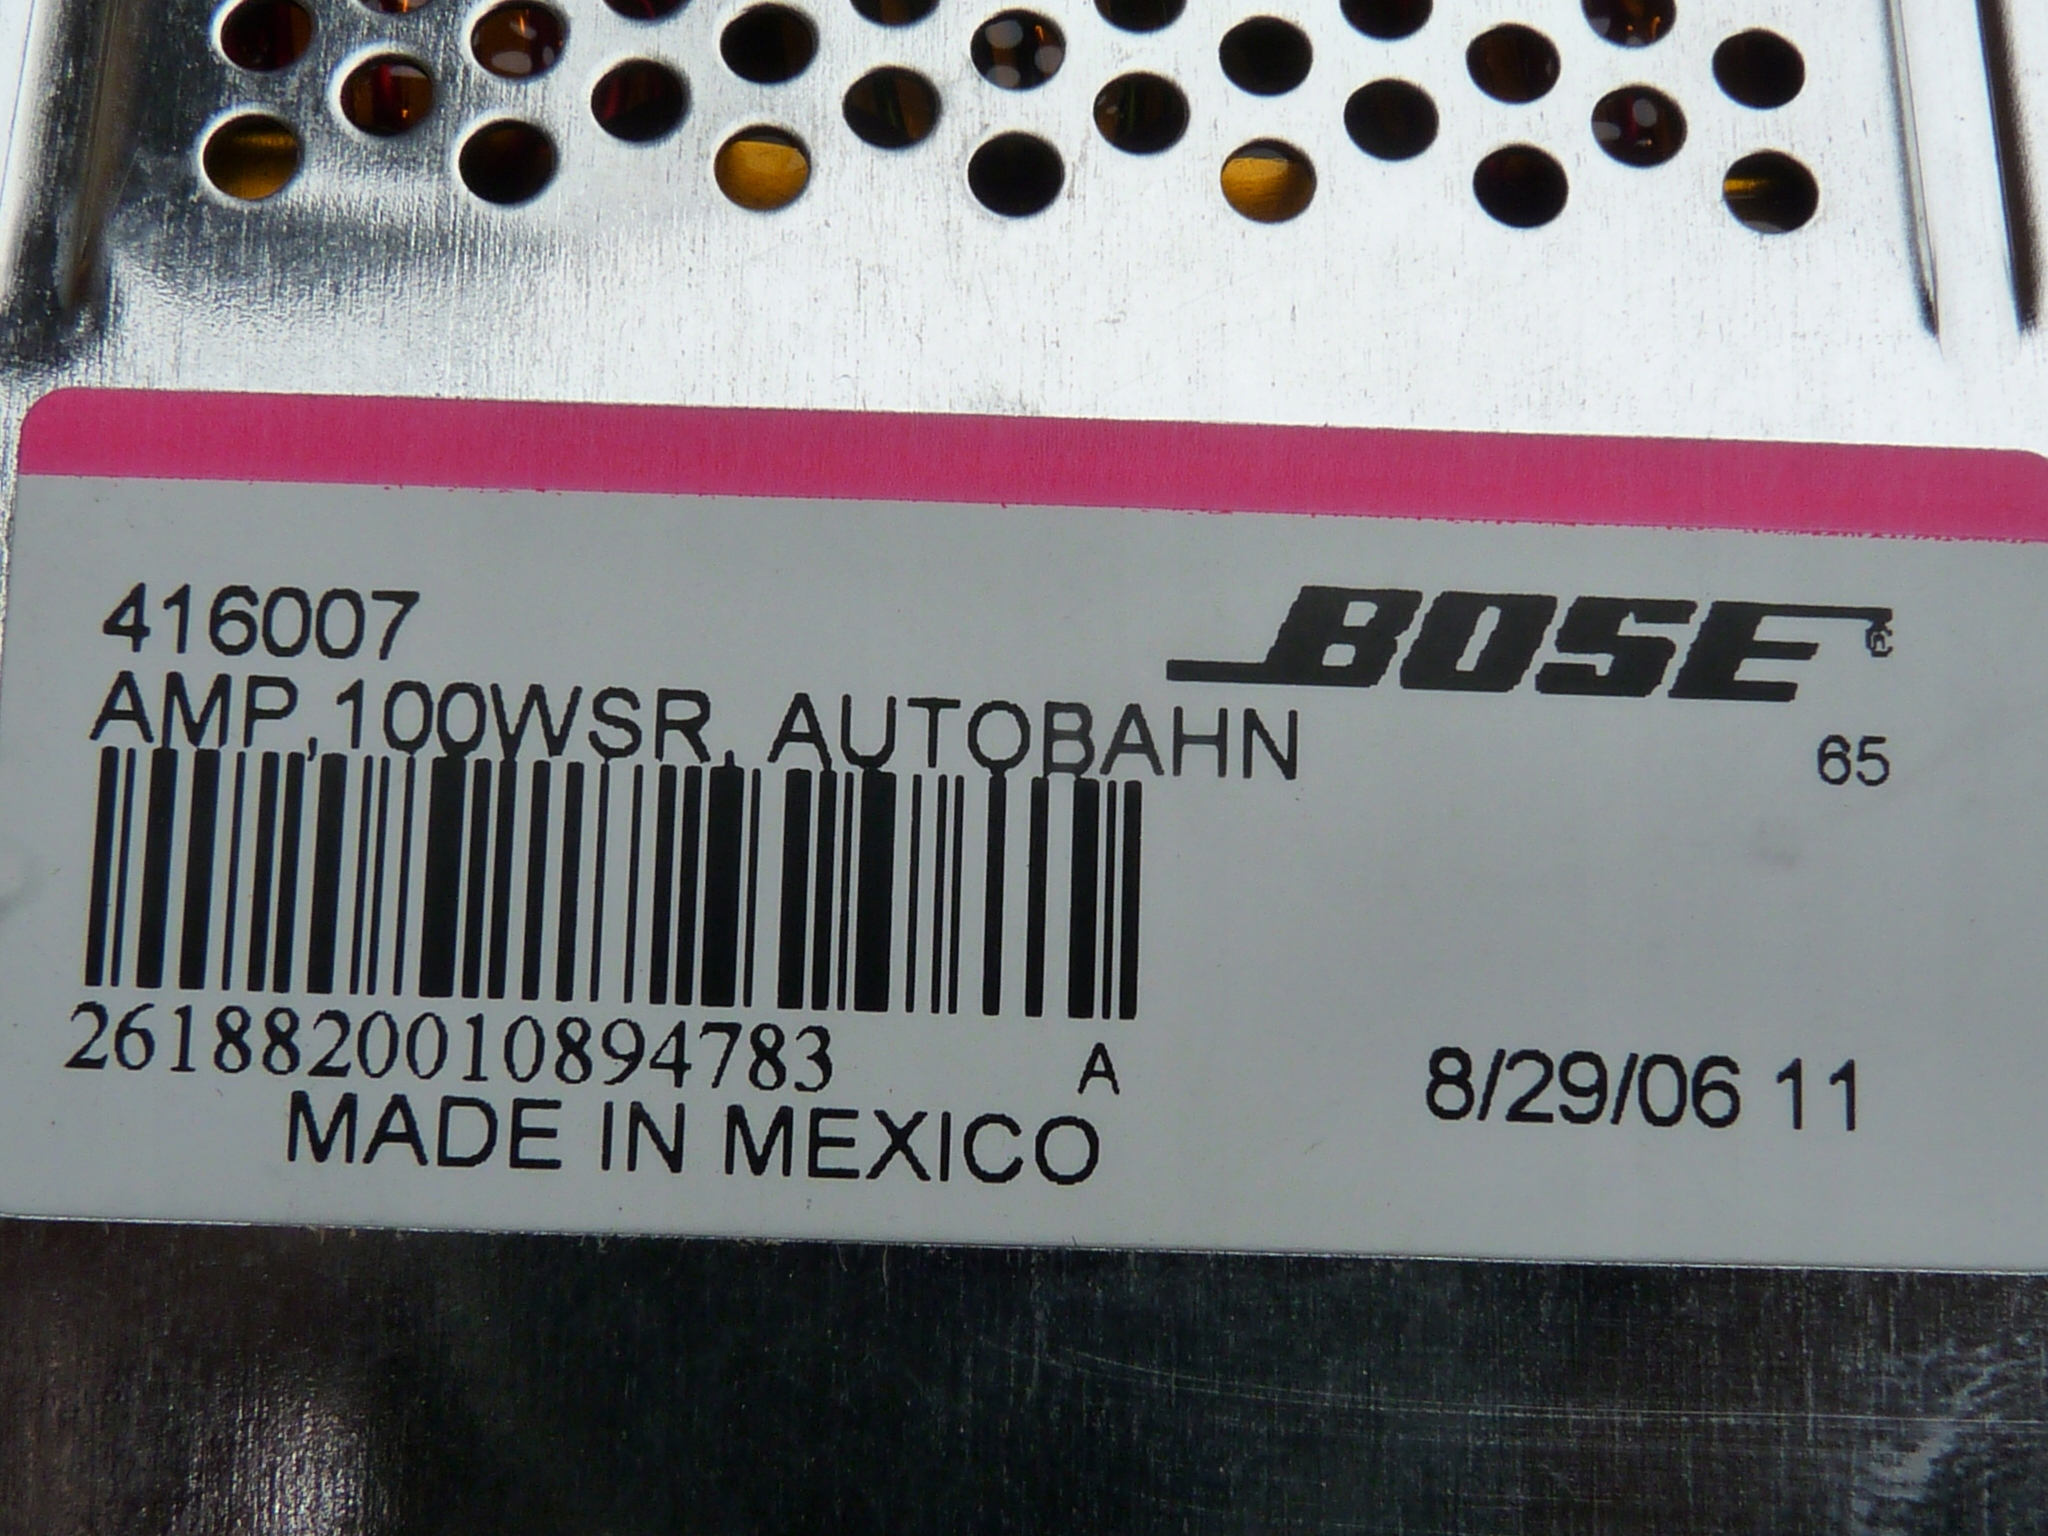 416007
BOSE®
AMP,100WSR, AUTOBAHN
65
2618820010894783 A
8/29/06 11
MADE IN MEXICO